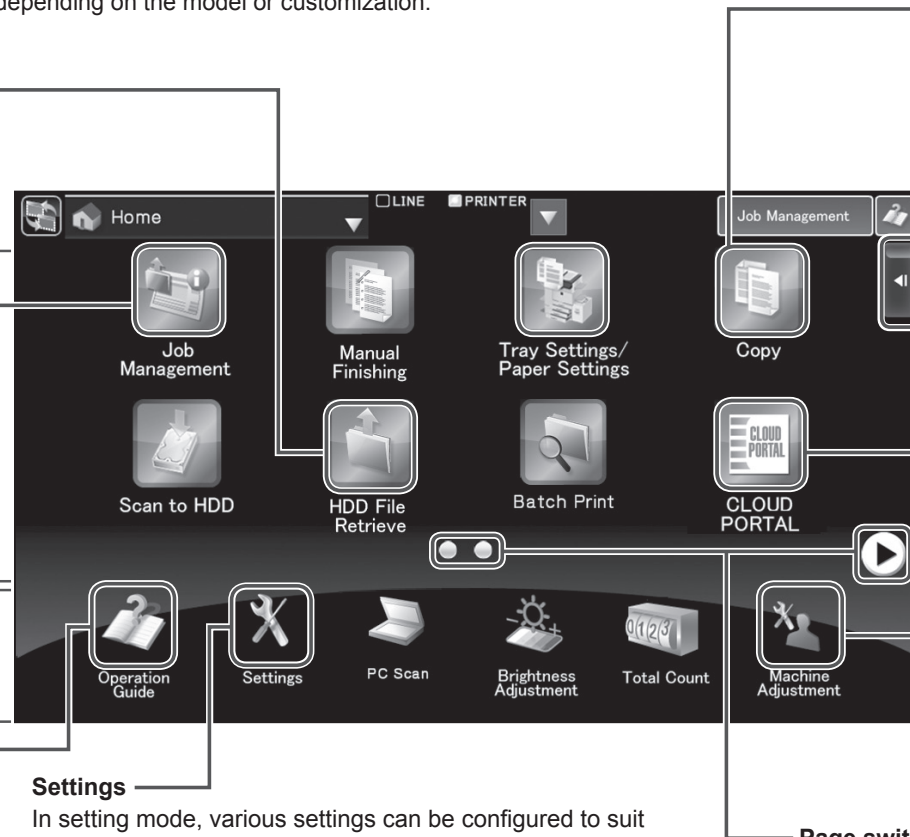 depending on the model or customization.
Home
LINE
PRINTER
Job Management
Job
Management
Manual
Finishing
Tray Settings/
Paper Settings
Copy
CLOUD
PORTAL
Scan to HDD
HDD File
Retrieve
Batch Print
CLOUD
PORTAL
Operation
Guide
Settings
PC Scan
Brightness
Adjustment
0123
Total Count
Machine
Adjustment
Settings
In setting mode, various settings can be configured to suit
Page